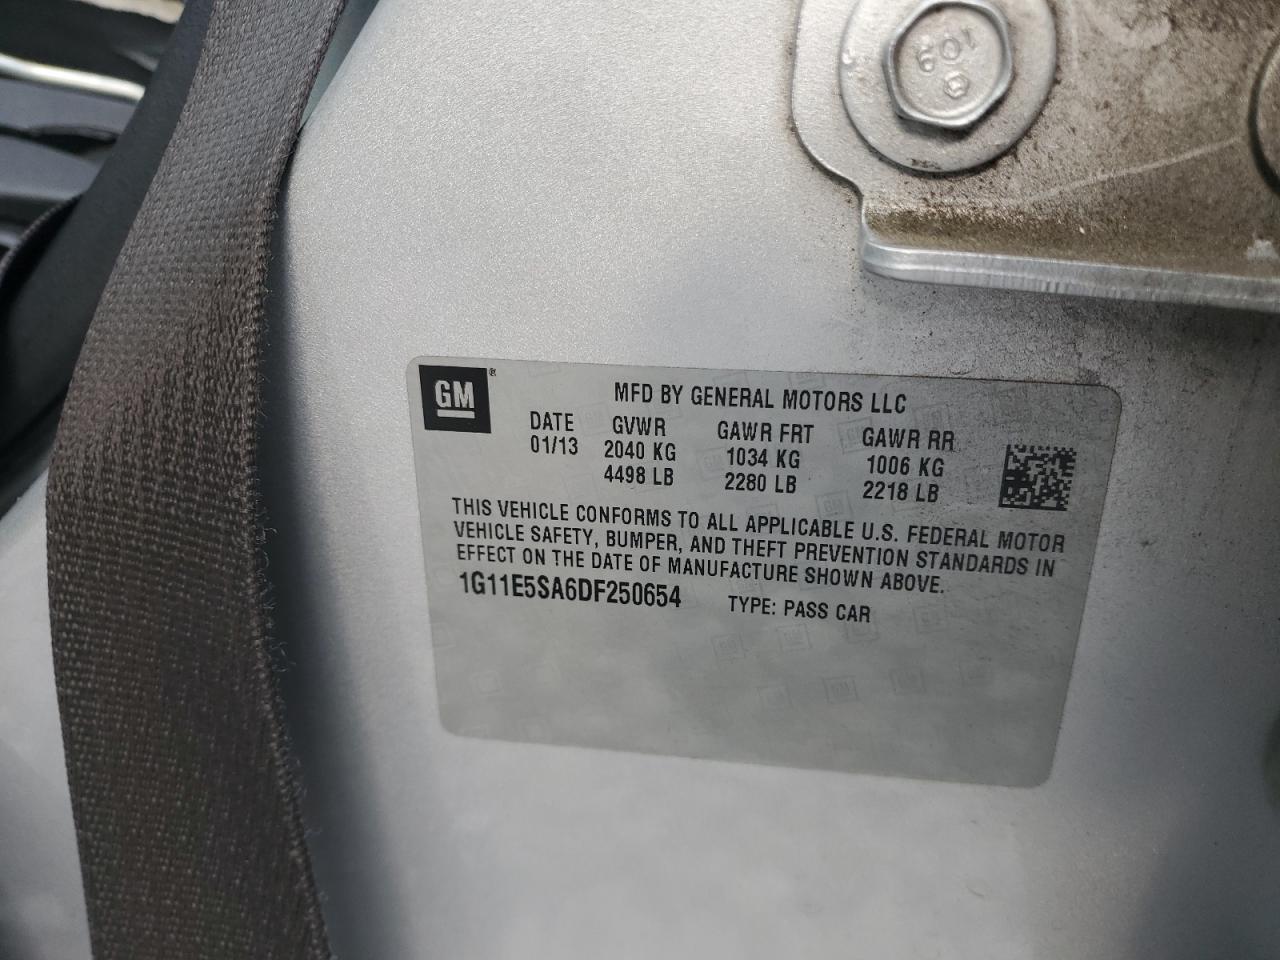 109
GM®
MFD BY GENERAL MOTORS LLC
DATE GVWR GAWR FRT GAWR RR
01/13 2040 KG 1034 KG 1006 KG
4498 LB 2280 LB 2218 LB
THIS VEHICLE CONFORMS TO ALL APPLICABLE U.S. FEDERAL MOTOR
VEHICLE SAFETY, BUMPER, AND THEFT PREVENTION STANDARDS IN
EFFECT ON THE DATE OF MANUFACTURE SHOWN ABOVE.
1G11E5SA6DF250654 TYPE: PASS CAR